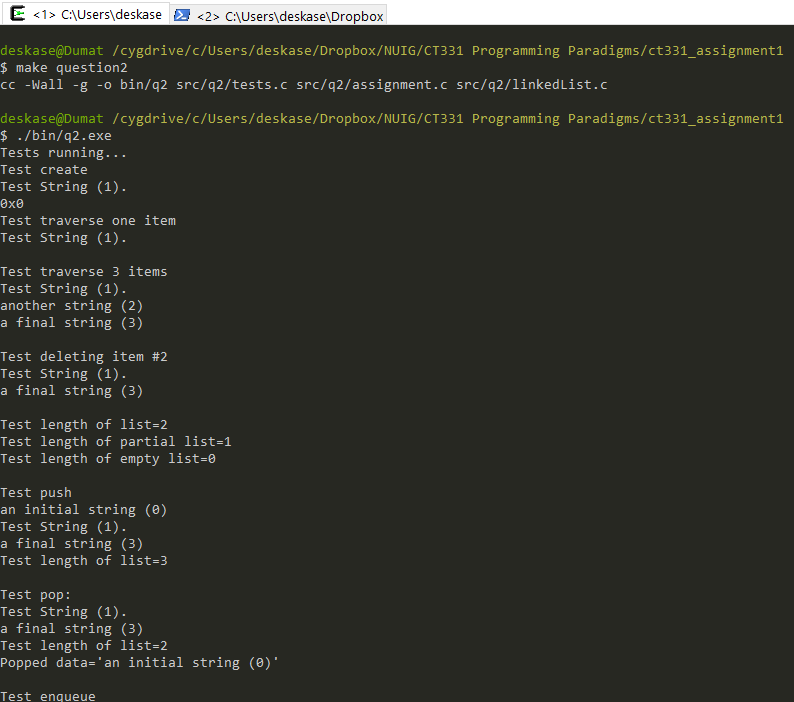 <1> C:\Users\deskase
<2> C:\Users\deskase\Dropbox
deskase@Dumat /cygdrive/c/Users/deskase/Dropbox/NUIG/CT331 Programming Paradigms/ct331_assignment1
$ make question2
cc -Wall -g -o bin/q2 src/q2/tests.c src/q2/assignment.c src/q2/linkedList.c
deskase@Dumat /cygdrive/c/Users/deskase/Dropbox/NUIG/CT331 Programming Paradigms/ct331_assignment1
$ ./bin/q2.exe
Tests running...
Test create
Test String (1).
0x0
Test traverse one item
Test String (1).
Test traverse 3 items
Test String (1).
another string (2)
a final string (3)
Test deleting item #2
Test String (1).
a final string (3)
Test length of list=2
Test length of partial list=1
Test length of empty list=0
Test push
an initial string (0)
Test String (1).
a final string (3)
Test length of list=3
Test pop:
Test String (1).
a final string (3)
Test length of list=2
Popped data='an initial string (0)'
Test enqueue